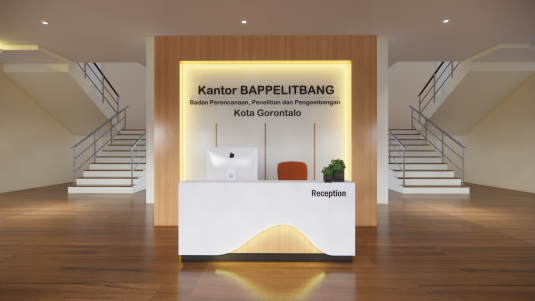 Kantor BAPPELITBANG
Badan Perencanaan, Penelitian dan Pengembangan
Kota Gorontalo
Reception